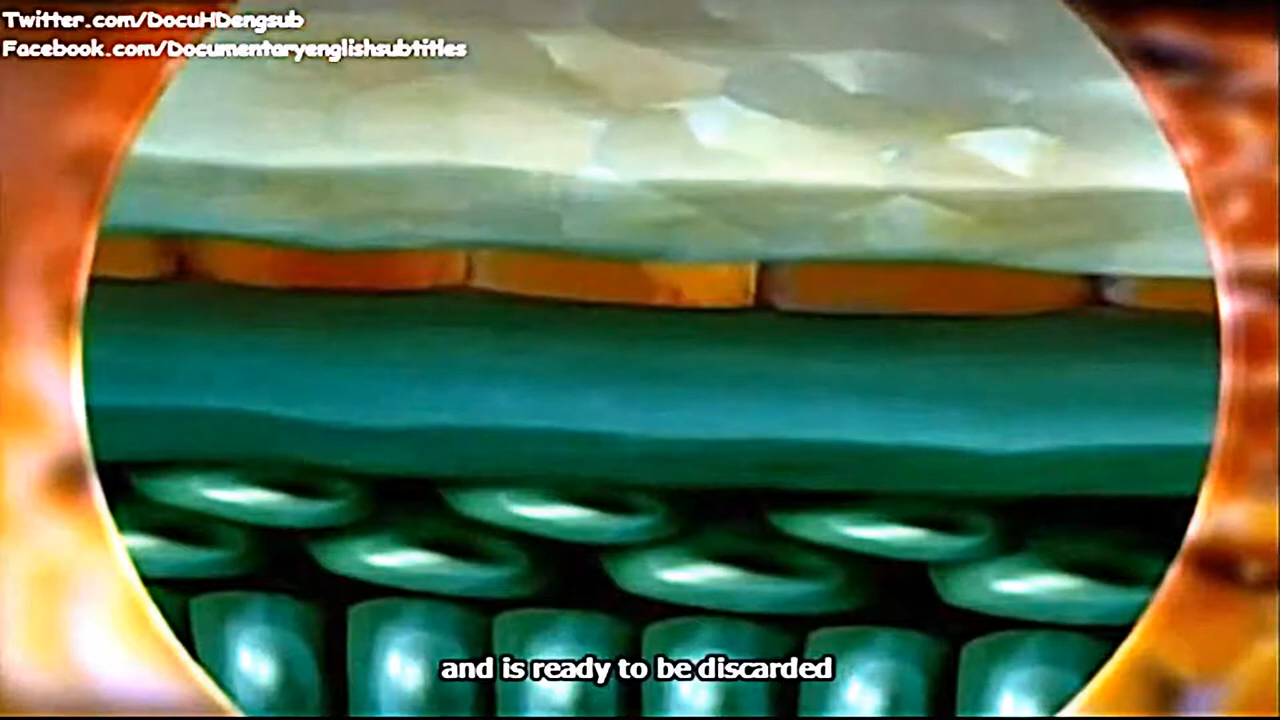 Twitter.com/DocuHDengsub
Facebook.com/Documentaryenglishsubtitles
and is ready to be discarded